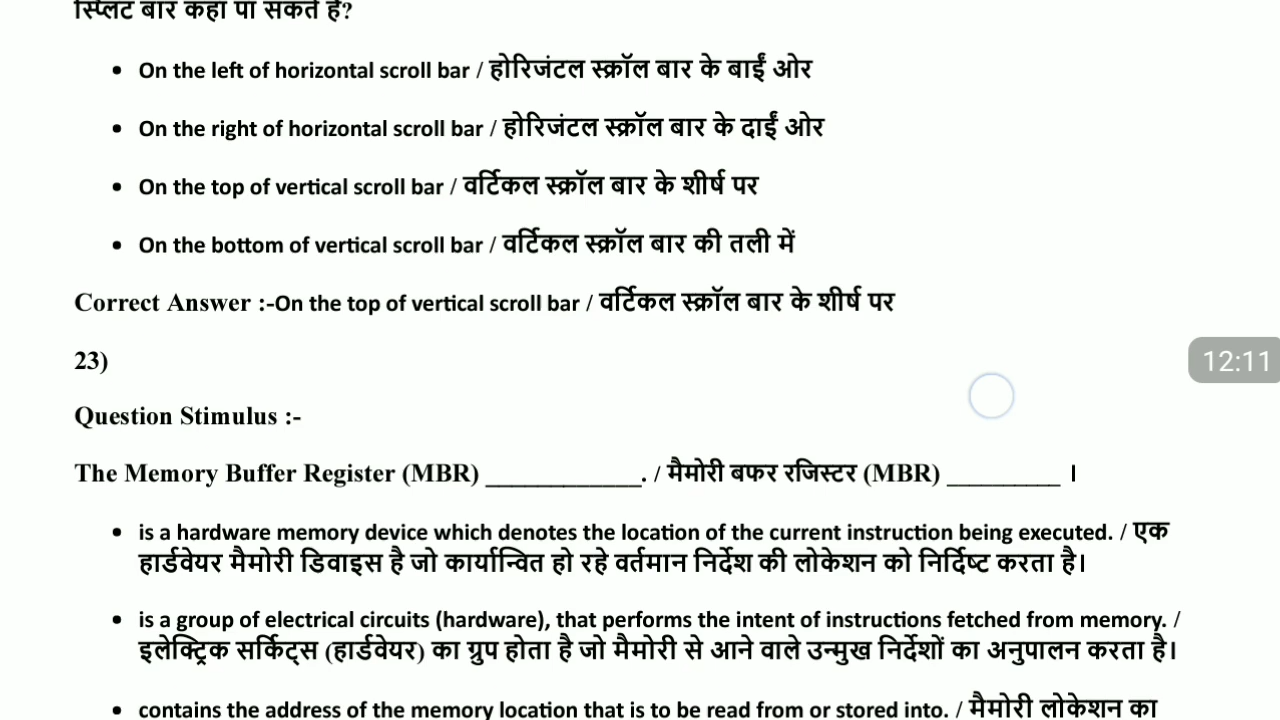 स्प्लिट बार कहाँ पा सकते हैं?
• On the left of horizontal scroll bar / होरिजंटल स्क्रॉल बार के बाईं ओर
• On the right of horizontal scroll bar / होरिजंटल स्क्रॉल बार के दाईं ओर
• On the top of vertical scroll bar / वर्टिकल स्क्रॉल बार के शीर्ष पर
• On the bottom of vertical scroll bar / वर्टिकल स्क्रॉल बार की तली में
Correct Answer :-On the top of vertical scroll bar / वर्टिकल स्क्रॉल बार के शीर्ष पर
23)
12:11
Question Stimulus :-
The Memory Buffer Register (MBR) ____________. / मैमोरी बफर रजिस्टर (MBR) _________ ।
• is a hardware memory device which denotes the location of the current instruction being executed. / एक
हार्डवेयर मैमोरी डिवाइस है जो कार्यान्वित हो रहे वर्तमान निर्देश की लोकेशन को निर्दिष्ट करता है।
• is a group of electrical circuits (hardware), that performs the intent of instructions fetched from memory. /
इलेक्ट्रिक सर्किट्स (हार्डवेयर) का ग्रुप होता है जो मैमोरी से आने वाले उन्मुख निर्देशों का अनुपालन करता है।
• contains the address of the memory location that is to be read from or stored into. / मैमोरी लोकेशन का